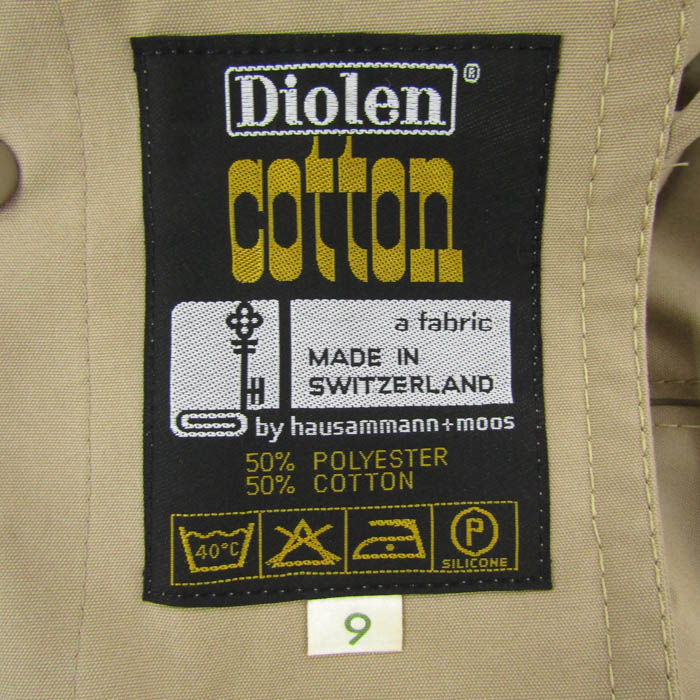 Diolen ®
cotton
a fabric
MADE IN
SWITZERLAND
by hausammann+moos
50% POLYESTER
50% COTTON
40°C
P
SILICONE
9